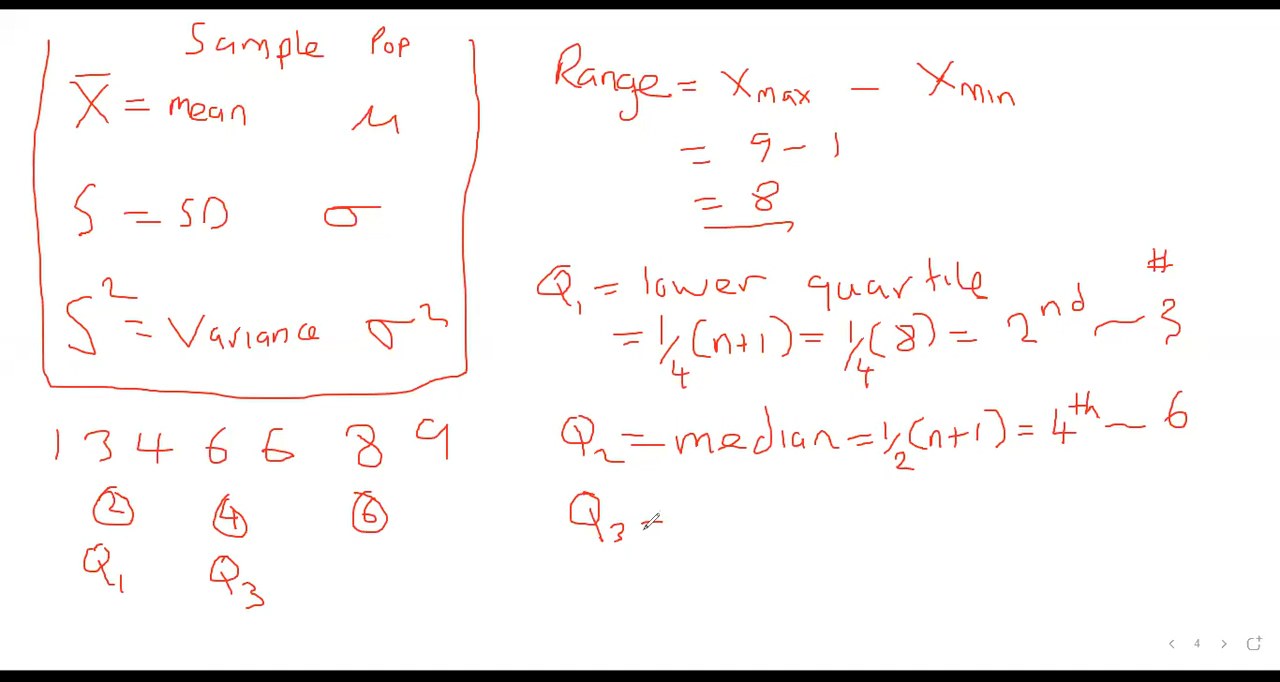 Sample Pop
X̄ = mean μ
S = SD σ
S² = Variance σ²
1 3 4 6 6 8 9
② ④ ⑥
Q₁ Q₃
Range = Xmax − Xmin
= 9 − 1
= 8
Q₁ = lower quartile #
= 1/4 (n+1) = 1/4 (8) = 2nd ~ 3
Q₂ = median = 1/2 (n+1) = 4th ~ 6
Q₃ =
4